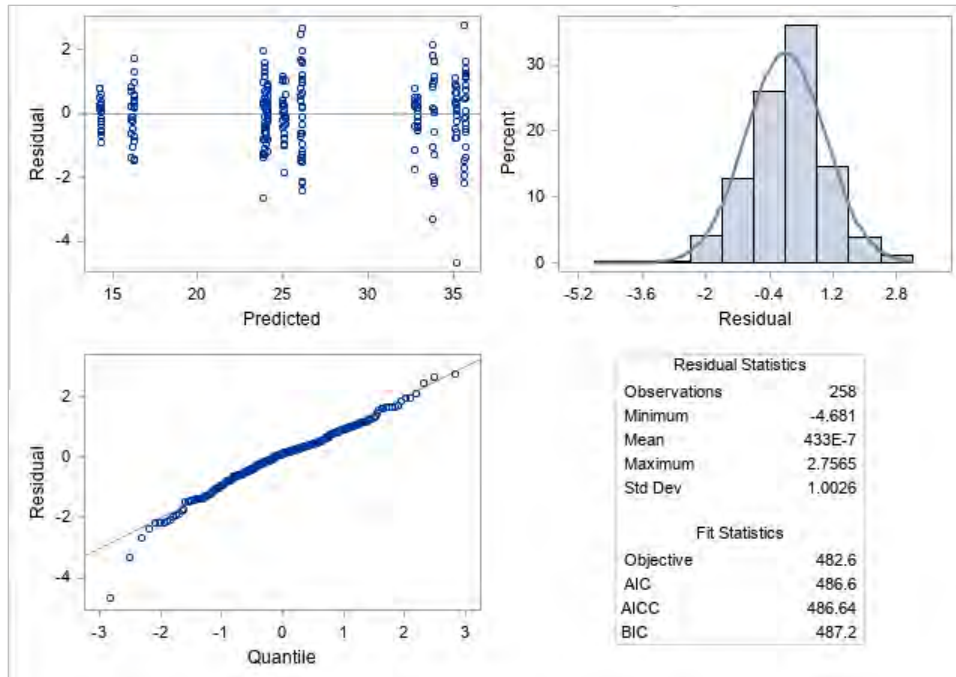 Residual
2
0
-2
-4
15 20 25 30 35
Predicted
Percent
30
20
10
0
-5.2 -3.6 -2 -0.4 1.2 2.8
Residual
Residual
2
0
-2
-4
-3 -2 -1 0 1 2 3
Quantile
Residual Statistics
Observations 258
Minimum -4.681
Mean 433E-7
Maximum 2.7565
Std Dev 1.0026
Fit Statistics
Objective 482.6
AIC 486.6
AICC 486.64
BIC 487.2